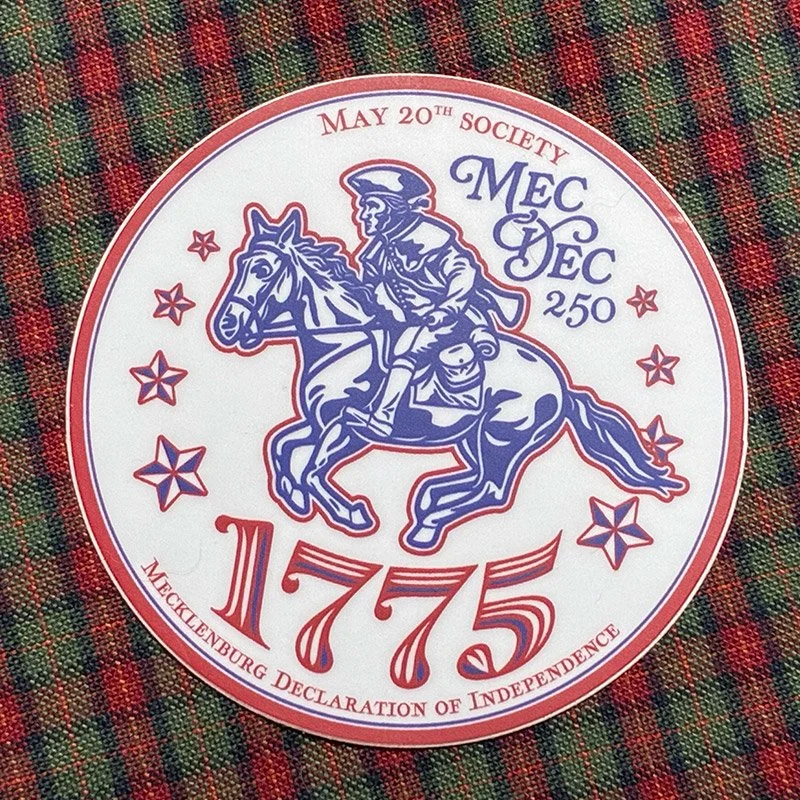 MAY 20TH SOCIETY
MEC
DEC
250
1775
MECKLENBURG DECLARATION OF INDEPENDENCE